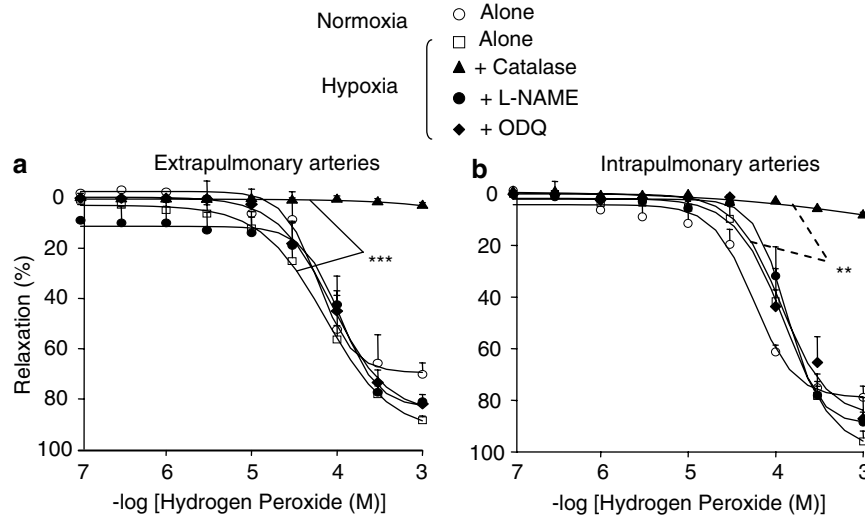 Normoxia
Alone
Hypoxia
Alone
+ Catalase
+ L-NAME
+ ODQ
a
Extrapulmonary arteries
0
20
40
60
80
100
Relaxation (%)
***
7 6 5 4 3
-log [Hydrogen Peroxide (M)]
b
Intrapulmonary arteries
0
20
40
60
80
100
**
7 6 5 4 3
-log [Hydrogen Peroxide (M)]